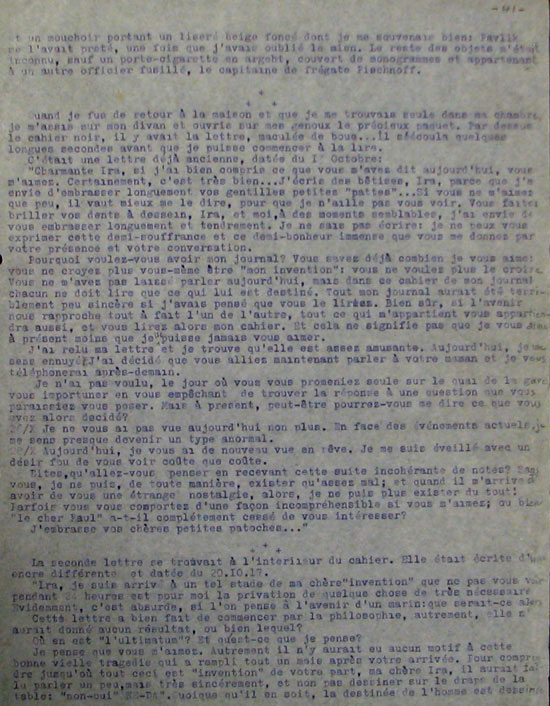 - 41 -
et un mouchoir portant un liseré beige foncé dont je me souvenais bien: Pavlik
me l'avait prêté, une fois que j'avais oublié le mien. Le reste des objets m'était
inconnu, sauf un porte-cigarette en argent, couvert de monogrammes et appartenant
à un autre officier fusillé, le capitaine de frégate Pischnoff.
+
+ +
Quand je fus de retour à la maison et que je me trouvais seule dans ma chambre,
je m'assis sur mon divan et ouvris sur mes genoux le précieux paquet. Par dessus
le cahier noir, il y avait la lettre, maculée de boue...Il s'écoula quelques
longues secondes avant que je puisse commencer à la lire.
C'était une lettre déjà ancienne, datée du 1er Octobre:
"Charmante Ira, si j'ai bien compris ce que vous m'avez dit aujourd'hui, vous
m'aimez. Certainement, c'est très bien...J'écris des bêtises, Ira, parce que j'ai
envie d'embrasser longuement vos gentilles petites "pattes"...Si vous ne m'aimez
que peu, il vaut mieux me le dire, pour que je n'aille pas vous voir. Vous faites
briller vos dents à dessein, Ira, et moi,à des moments semblables, j'ai envie de
vous embrasser longuement et tendrement. Je ne sais pas écrire: je ne peux vous
exprimer cette demi-souffrance et ce demi-bonheur immense que vous me donnez par
votre présence et votre conversation.
Pourquoi voulez-vous avoir mon journal? Vous savez déjà combien je vous aime:
vous ne croyez plus vous-même être "mon invention": vous ne voulez plus le croire.
Vous ne m'avez pas laissé parler aujourd'hui, mais dans ce cahier de mon journal
chacun ne doit lire que ce qui lui est destiné. Tout mon journal aurait été terri-
blement peu sincère si j'avais pensé que vous le lirez. Bien sûr, si l'avenir
nous rapproche tout à fait l'un de l'autre, tout ce qui m'appartient vous appartien-
dra aussi, et vous lirez alors mon cahier. Et cela ne signifie pas que je vous aime
à présent moins que je puisse jamais vous aimer.
J'ai relu ma lettre et je trouve qu'elle est assez amusante. Aujourd'hui, je me
sens ennuyé; J'ai décidé que vous alliez maintenant parler à votre maman et je vous
téléphonerai après-demain.
Je n'ai pas voulu, le jour où vous vous promeniez seule sur le quai de la gare
vous importuner en vous empêchant de trouver la réponse à une question que vous
paraissiez vous poser. Mais à présent, peut-être pourrez-vous me dire ce que vous
avez alors décidé?
Je ne vous ai pas vue aujourd'hui non plus. En face des événements actuels,je
me sens presque devenir un type anormal.
Aujourd'hui, je vous ai de nouveau vue en rêve. Je me suis éveillé avec un
désir fou de vous voir coûte que coûte.
Dites,qu'allez-vous penser en recevant cette suite incohérante de notes? Sans
vous, je ne puis, de toute manière, exister qu'assez mal; et quand il m'arrive
avoir de vous une étrange nostalgie, alors, je ne puis plus exister du tout!
Parfois vous vous comportez d'une façon incompréhensible si vous m'aimez; ou bien
"le cher Paul" a-t-il complètement cessé de vous intéresser?
J'embrasse vos chères petites patoches..."
+
+ +
La seconde lettre se trouvait à l'interieur du cahier. Elle était écrite d'une
encre différente et datée du 20.10.17.
"Ira, je suis arrivé à un tel stade de ma chère"invention" que ne pas vous voir
pendant 24 heures est pour moi la privation de quelque chose de très nécessaire
Evidemment, c'est absurde, si l'on pense à l'avenir d'un marin:que serait-ce alors
Cette lettre a bien fait de commencer par la philosophie, autrement, elle n'
aurait donné aucun résultat, ou bien lequel?
Où en est "l'ultimatum"? Et qu'est-ce que je pense?
Je pense que vous m'aimez. Autrement il n'y aurait eu aucun motif à cette
bonne vielle tragédie qui a rempli tout un mois après votre arrivée. Pour compren-
dre jusqu'où tout ceci est "invention" de votre part, ma chère Ira, il aurait fal-
lu parler un peu,mais très sincèrement, et non pas dessiner sur le drap de la
table: "mon-oui" uoique qu'il en soit, la destinée de l'homme est